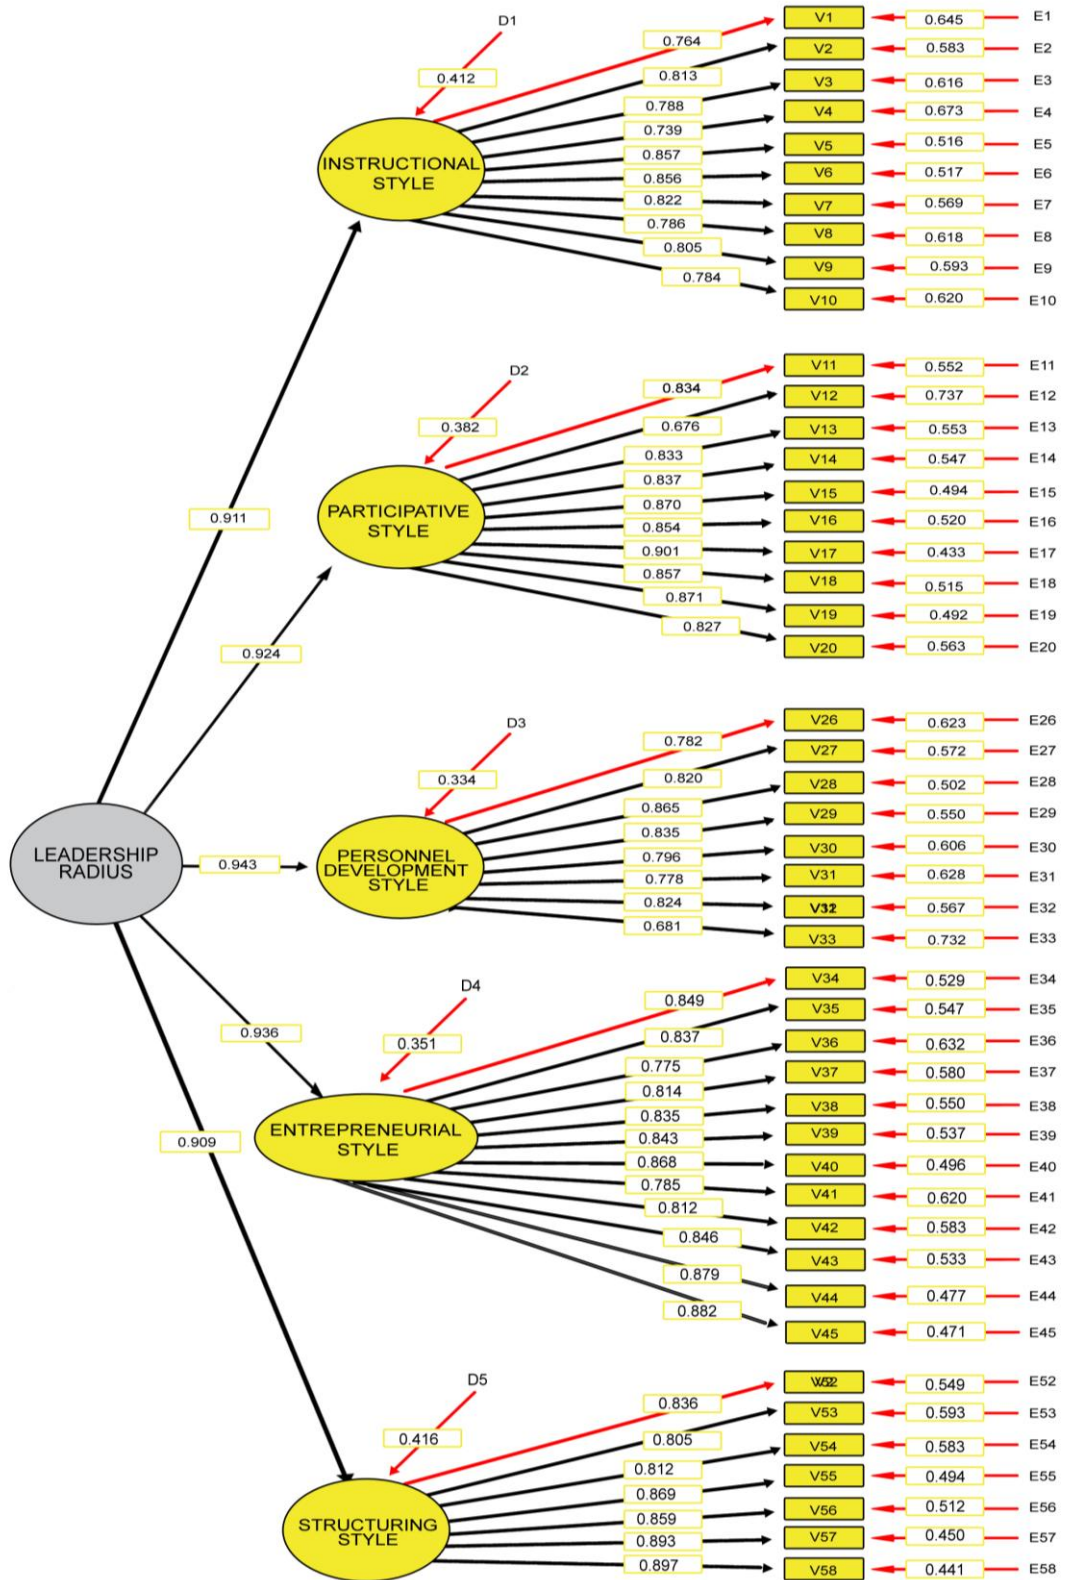 D1
0.412
INSTRUCTIONAL
STYLE
0.764 V1 0.645 E1
0.813 V2 0.583 E2
0.788 V3 0.616 E3
0.739 V4 0.673 E4
0.857 V5 0.516 E5
0.856 V6 0.517 E6
0.822 V7 0.569 E7
0.786 V8 0.618 E8
0.805 V9 0.593 E9
0.784 V10 0.620 E10
0.911
D2
0.382
PARTICIPATIVE
STYLE
0.834 V11 0.552 E11
0.676 V12 0.737 E12
0.833 V13 0.553 E13
0.837 V14 0.547 E14
0.870 V15 0.494 E15
0.854 V16 0.520 E16
0.901 V17 0.433 E17
0.857 V18 0.515 E18
0.871 V19 0.492 E19
0.827 V20 0.563 E20
0.924
D3
0.334
LEADERSHIP
RADIUS
0.943
PERSONNEL
DEVELOPMENT
STYLE
0.782 V26 0.623 E26
0.820 V27 0.572 E27
0.865 V28 0.502 E28
0.835 V29 0.550 E29
0.796 V30 0.606 E30
0.778 V31 0.628 E31
0.824 0.567 E32
0.681 V33 0.732 E33
D4
0.351
0.936
ENTREPRENEURIAL
STYLE
0.849 V34 0.529 E34
0.837 V35 0.547 E35
0.775 V36 0.632 E36
0.814 V37 0.580 E37
0.835 V38 0.550 E38
0.843 V39 0.537 E39
0.868 V40 0.496 E40
0.785 V41 0.620 E41
0.812 V42 0.583 E42
0.846 V43 0.533 E43
0.879 V44 0.477 E44
0.882 V45 0.471 E45
0.909
D5
0.416
STRUCTURING
STYLE
0.836 0.549 E52
0.805 V53 0.593 E53
0.812 V54 0.583 E54
0.869 V55 0.494 E55
0.859 V56 0.512 E56
0.893 V57 0.450 E57
0.897 V58 0.441 E58